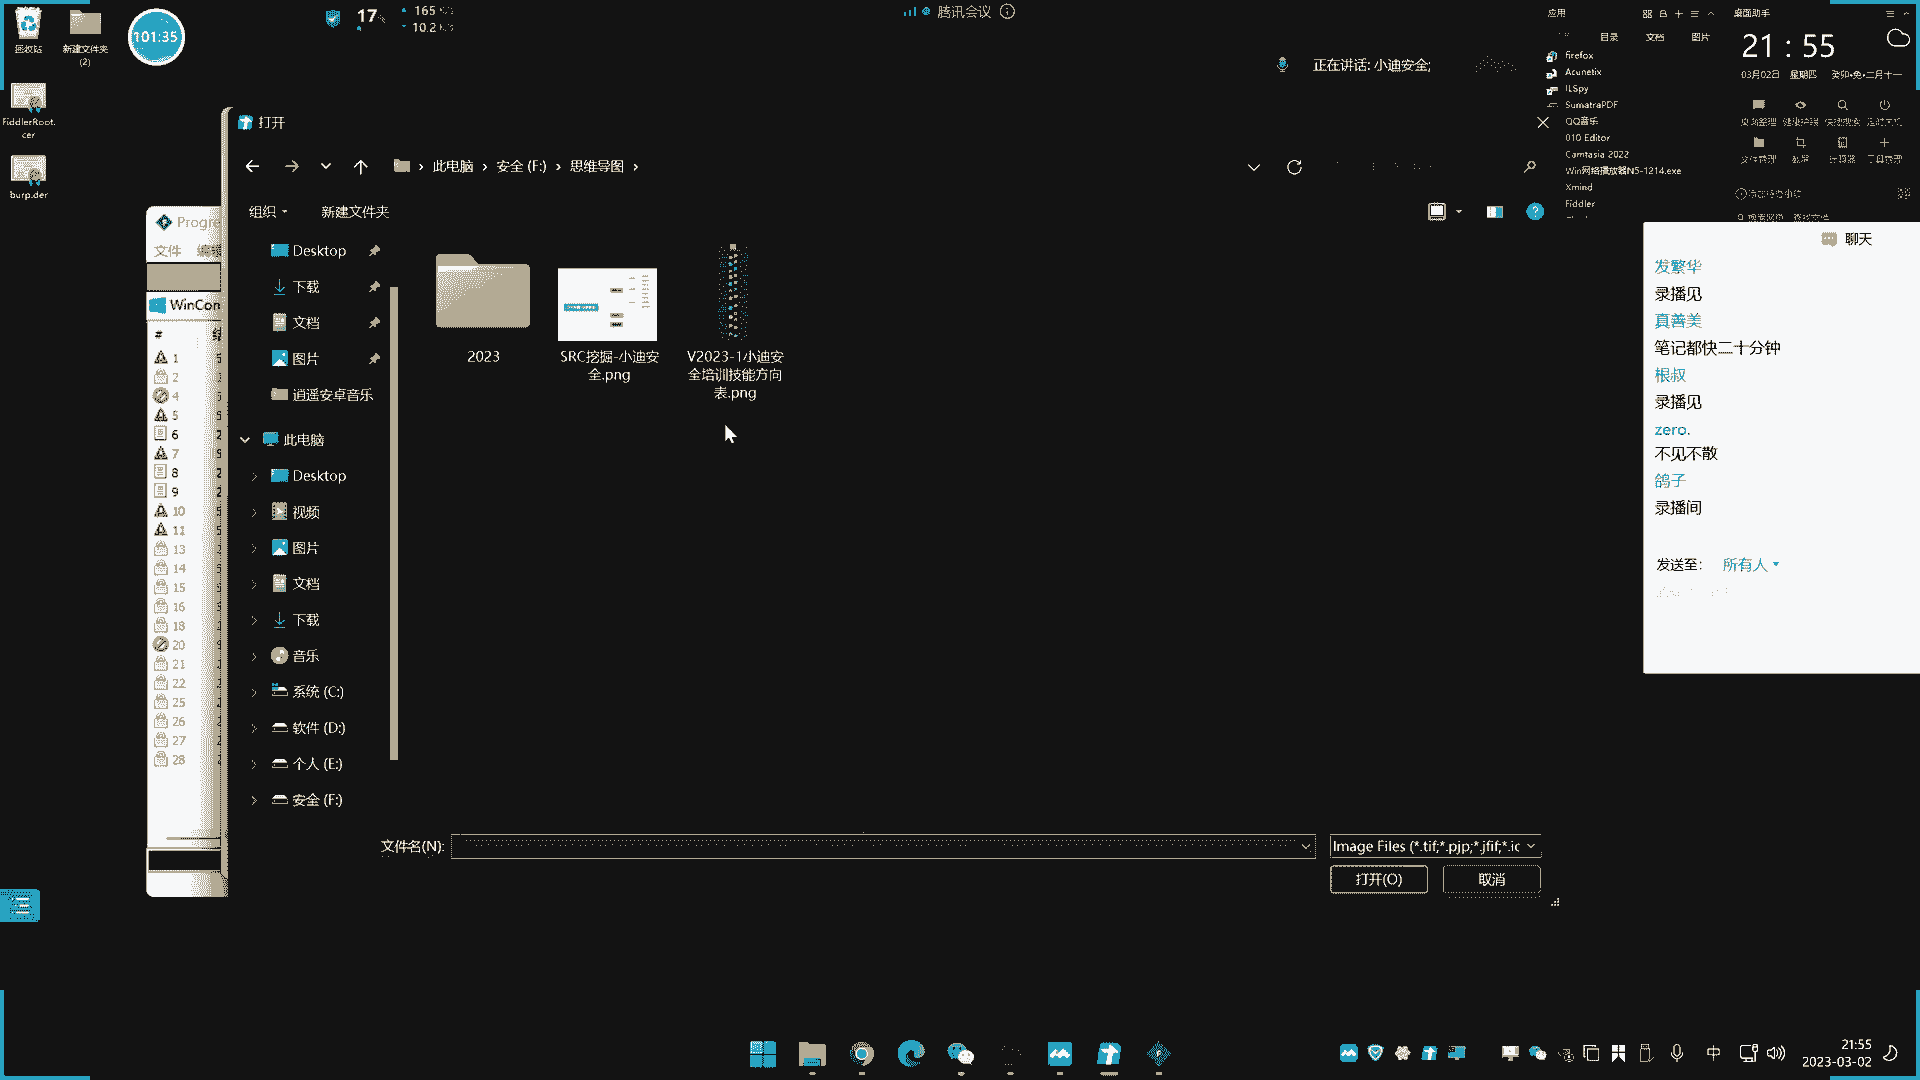 回收站
新建文件夹
(2)
101:35
17%
165
10.2
腾讯会议
正在讲话: 小迪安全;
FiddlerRoot.
cer
burp.der
应用
目录
文档
图片
firefox
Acunetix
ILSpy
SumatraPDF
QQ音乐
010 Editor
Camtasia 2022
Win网络播放器N5-1214.exe
Xmind
Fiddler
桌面助手
21 : 55
03月02日 星期四 癸卯•兔•二月十一
打开
此电脑 › 安全 (F:) › 思维导图 ›
组织
新建文件夹
Desktop
下载
文档
图片
逍遥安卓音乐
此电脑
Desktop
视频
图片
文档
下载
音乐
系统 (C:)
软件 (D:)
个人 (E:)
安全 (F:)
2023
SRC挖掘-小迪安
全.png
V2023-1小迪安
全培训技能方向
表.png
文件名(N):
Image Files (*.tif;*.pjp;*.jfif;*.ic
打开(O)
取消
Progre
文件 编辑
WinCon
#
1
2
4
5
6
7
8
9
10
11
13
14
15
16
18
20
21
22
25
26
27
28
聊天
发繁华
录播见
真善美
笔记都快二十分钟
根叔
录播见
zero.
不见不散
鸽子
录播间
发送至: 所有人
中
21:55
2023-03-02